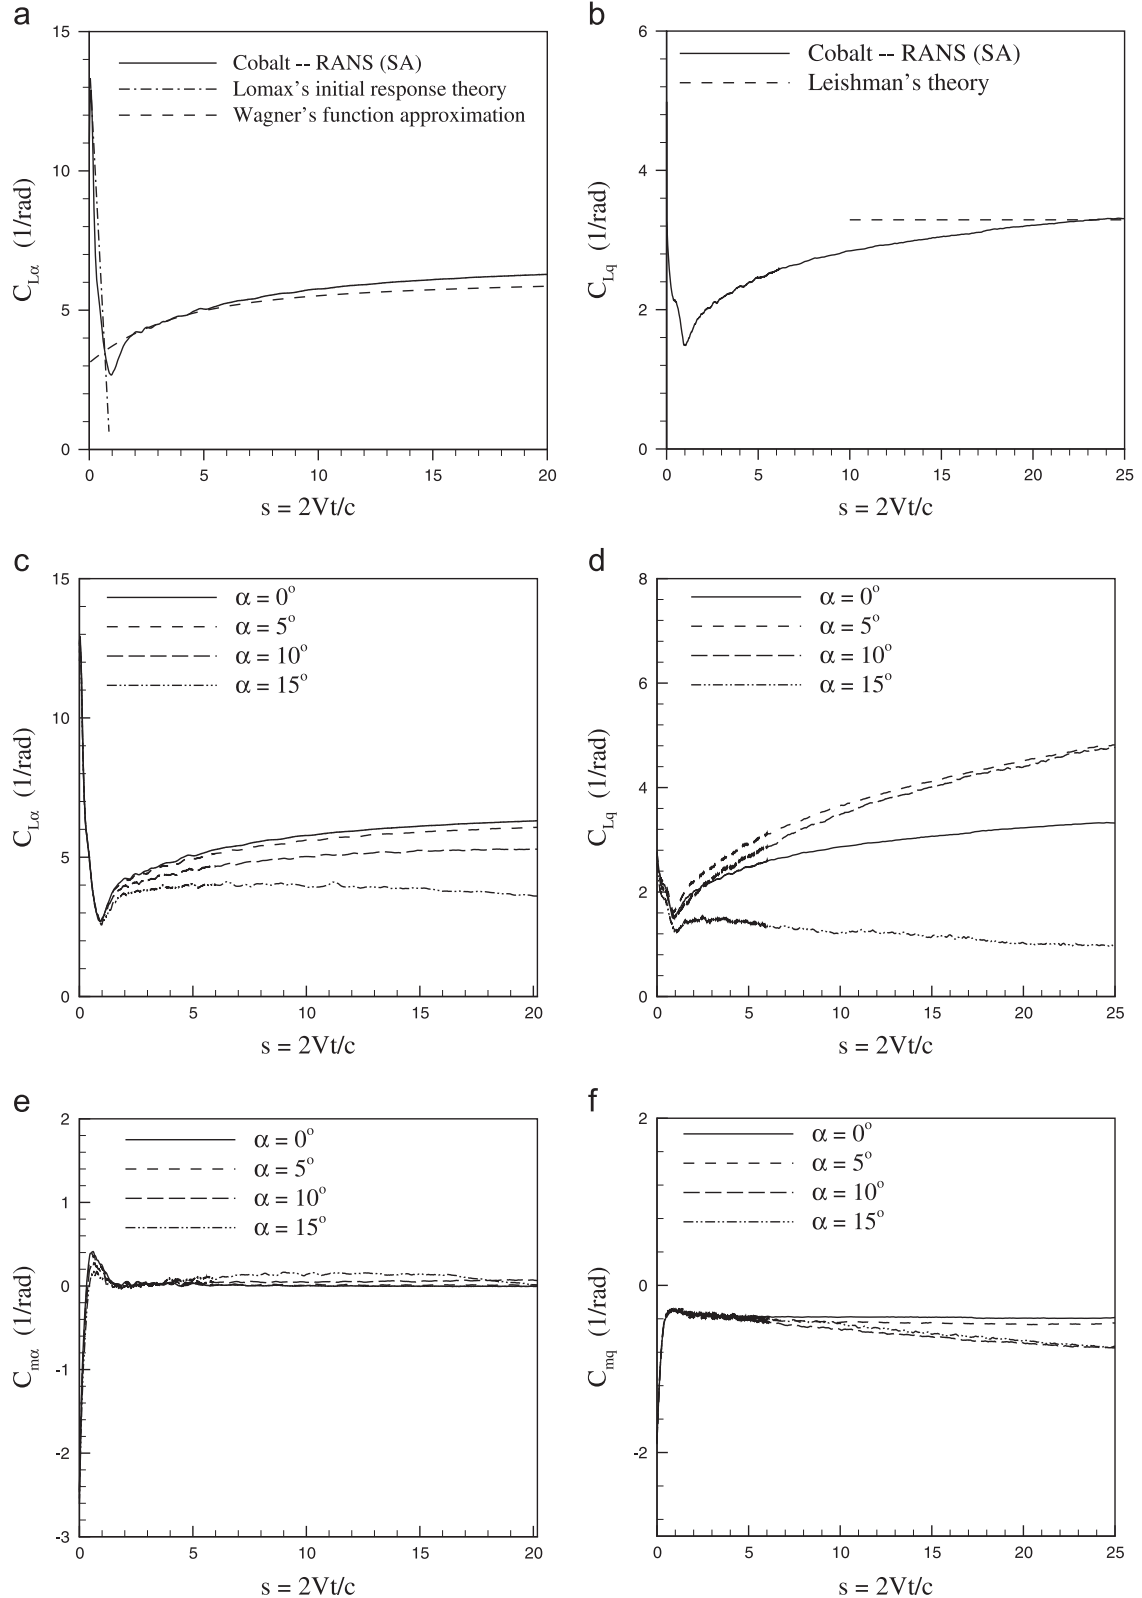 a
15
10
5
0
C_Lα (1/rad)
Cobalt -- RANS (SA)
Lomax's initial response theory
Wagner's function approximation
0 5 10 15 20
s = 2Vt/c
b
6
4
2
0
C_Lq (1/rad)
Cobalt -- RANS (SA)
Leishman's theory
0 5 10 15 20 25
s = 2Vt/c
c
15
10
5
0
C_Lα (1/rad)
α = 0°
α = 5°
α = 10°
α = 15°
0 5 10 15 20
s = 2Vt/c
d
8
6
4
2
0
C_Lq (1/rad)
α = 0°
α = 5°
α = 10°
α = 15°
0 5 10 15 20 25
s = 2Vt/c
e
2
1
0
-1
-2
-3
C_mα (1/rad)
α = 0°
α = 5°
α = 10°
α = 15°
0 5 10 15 20
s = 2Vt/c
f
2
0
-2
C_mq (1/rad)
α = 0°
α = 5°
α = 10°
α = 15°
0 5 10 15 20 25
s = 2Vt/c